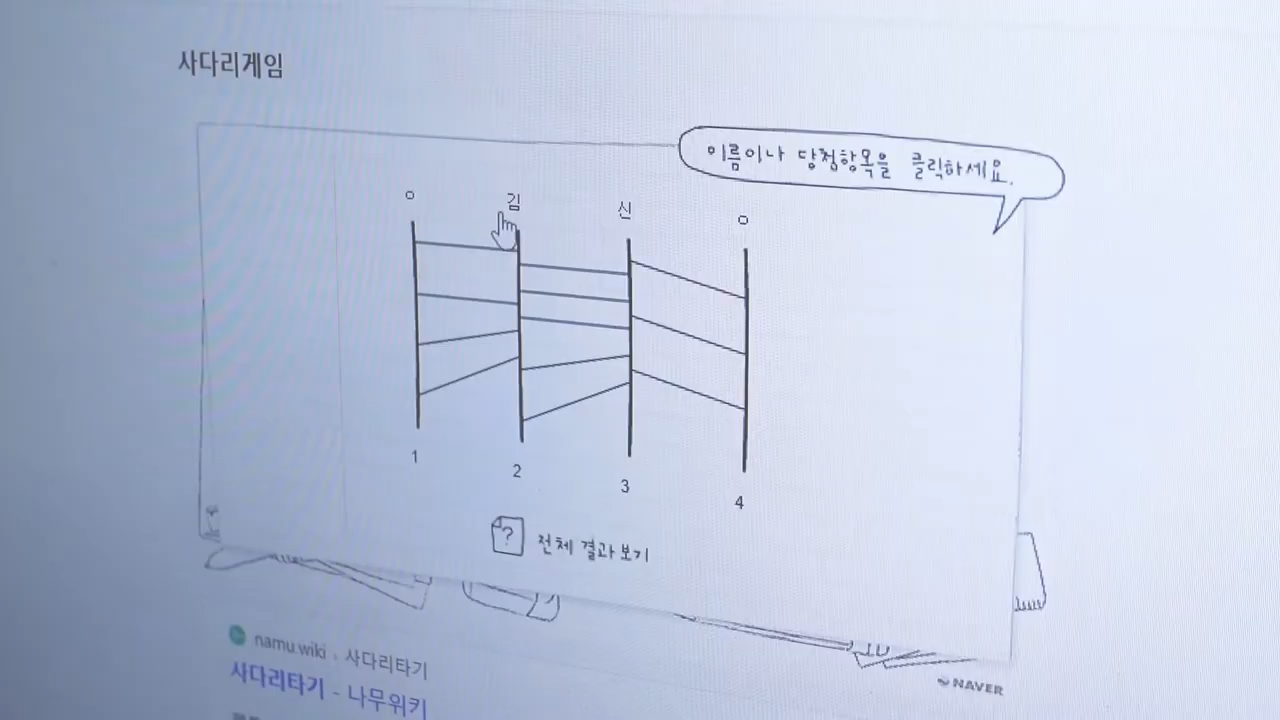 사다리게임
이름이나 당첨항목을 클릭하세요.
ㅇ 김 신 ㅇ
1 2 3 4
? 전체 결과보기
namu.wiki › 사다리타기
사다리타기 - 나무위키
NAVER